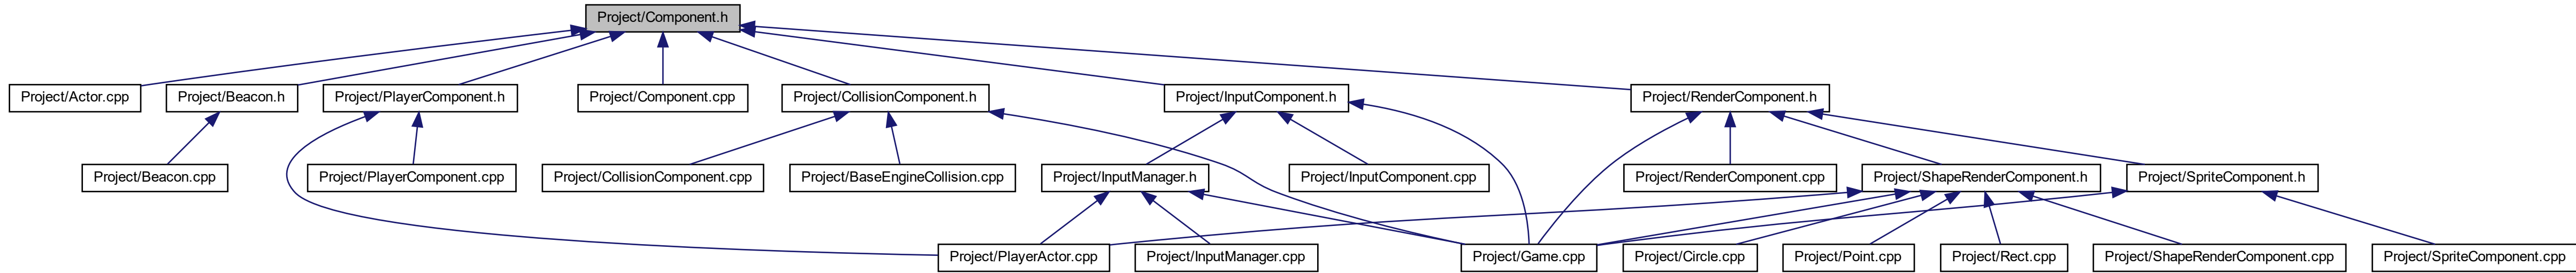 Project/Component.h
Project/Actor.cpp
Project/Beacon.h
Project/PlayerComponent.h
Project/Component.cpp
Project/CollisionComponent.h
Project/InputComponent.h
Project/RenderComponent.h
Project/Beacon.cpp
Project/PlayerComponent.cpp
Project/CollisionComponent.cpp
Project/BaseEngineCollision.cpp
Project/InputManager.h
Project/InputComponent.cpp
Project/RenderComponent.cpp
Project/ShapeRenderComponent.h
Project/SpriteComponent.h
Project/PlayerActor.cpp
Project/InputManager.cpp
Project/Game.cpp
Project/Circle.cpp
Project/Point.cpp
Project/Rect.cpp
Project/ShapeRenderComponent.cpp
Project/SpriteComponent.cpp